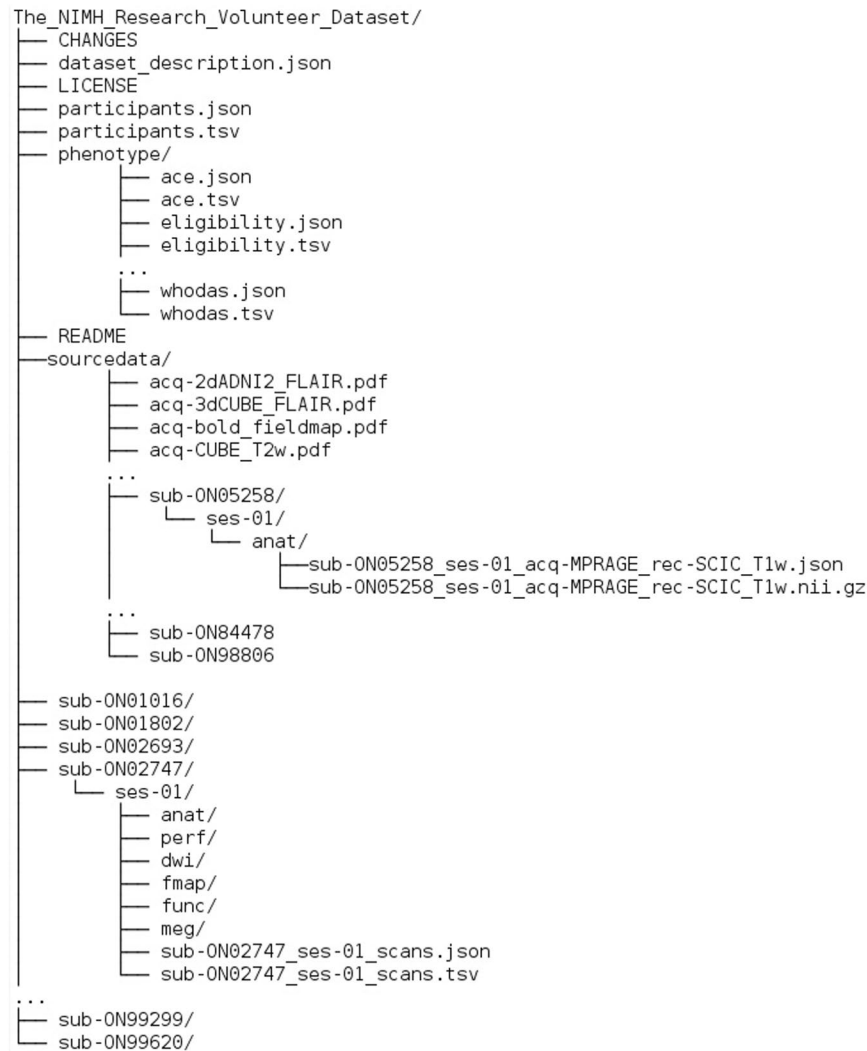 The_NIMH_Research_Volunteer_Dataset/
├── CHANGES
├── dataset_description.json
├── LICENSE
├── participants.json
├── participants.tsv
├── phenotype/
│       ├── ace.json
│       ├── ace.tsv
│       ├── eligibility.json
│       ├── eligibility.tsv
│       ...
│       ├── whodas.json
│       └── whodas.tsv
├── README
├──sourcedata/
│       ├── acq-2dADNI2_FLAIR.pdf
│       ├── acq-3dCUBE_FLAIR.pdf
│       ├── acq-bold_fieldmap.pdf
│       ├── acq-CUBE_T2w.pdf
│       ...
│       ├── sub-ON05258/
│       │   └── ses-01/
│       │       └── anat/
│       │           ├──sub-ON05258_ses-01_acq-MPRAGE_rec-SCIC_T1w.json
│       │           └──sub-ON05258_ses-01_acq-MPRAGE_rec-SCIC_T1w.nii.gz
│       ...
│       ├── sub-ON84478
│       └── sub-ON98806
├── sub-ON01016/
├── sub-ON01802/
├── sub-ON02693/
├── sub-ON02747/
│    └── ses-01/
│       ├── anat/
│       ├── perf/
│       ├── dwi/
│       ├── fmap/
│       ├── func/
│       ├── meg/
│       ├── sub-ON02747_ses-01_scans.json
│       └── sub-ON02747_ses-01_scans.tsv
...
├── sub-ON99299/
└── sub-ON99620/